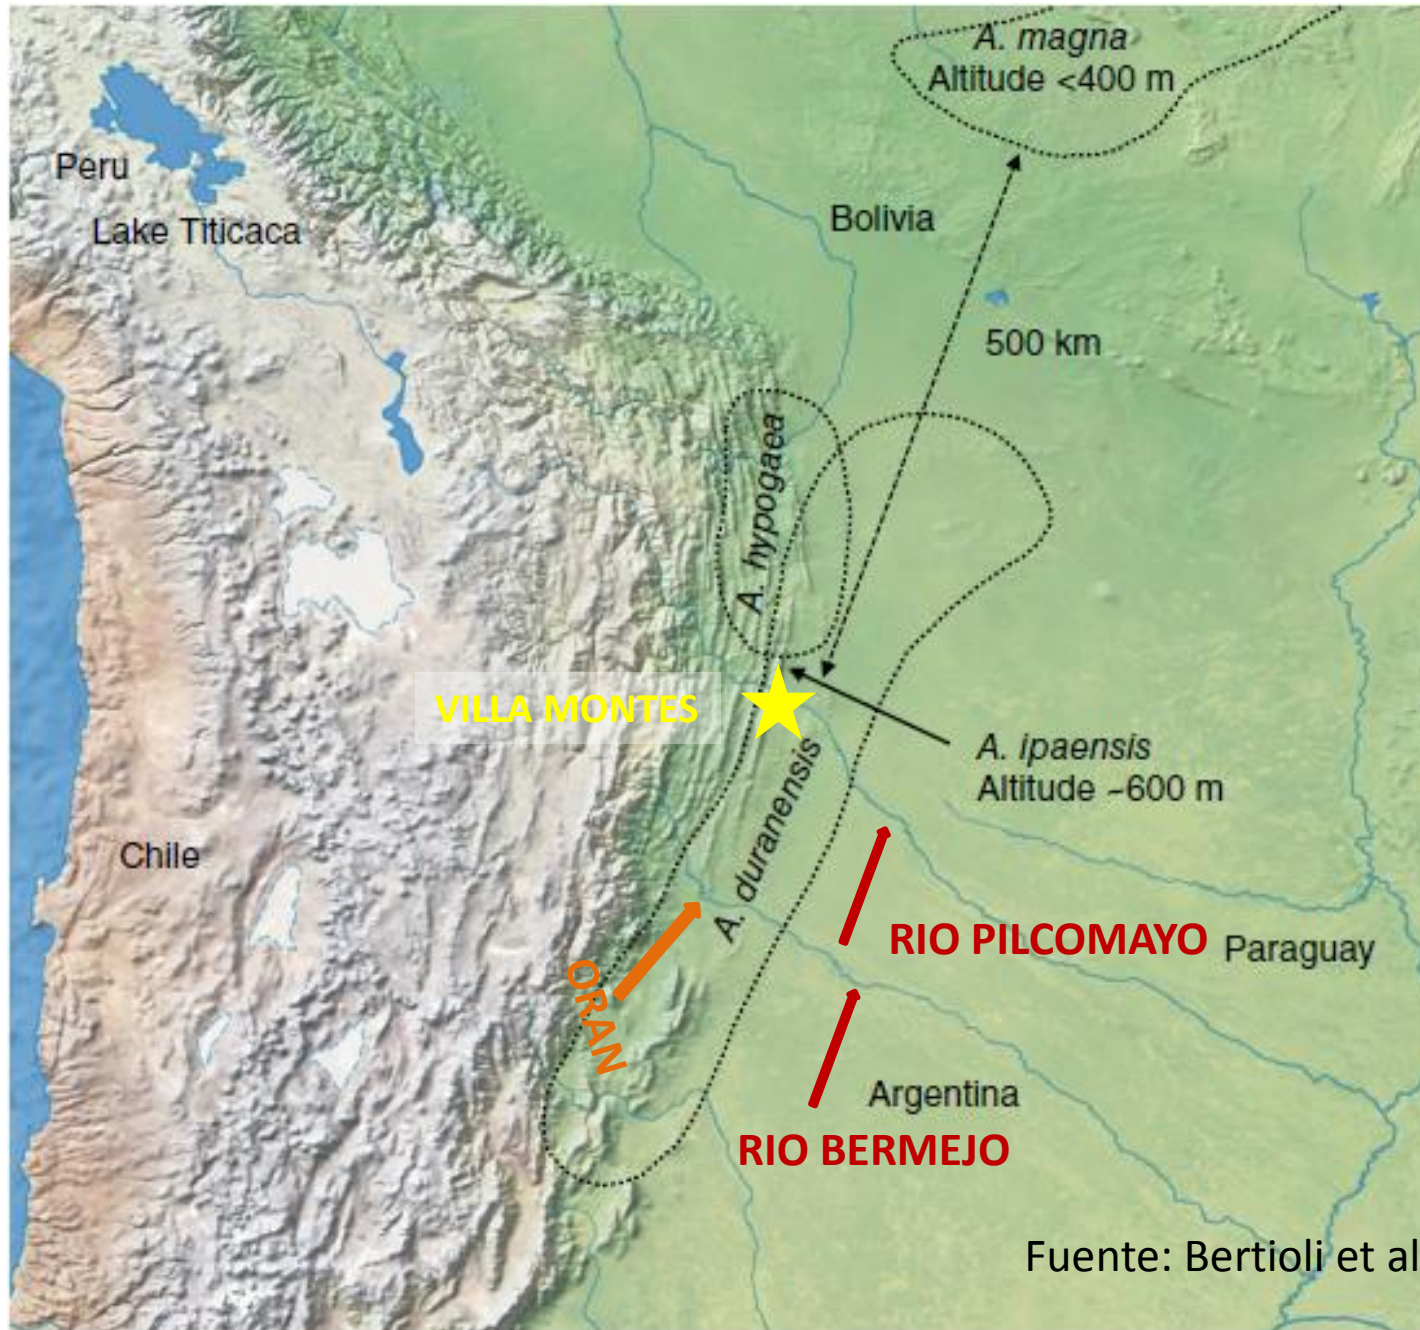 A. magna
Altitude <400 m
Peru
Lake Titicaca
Bolivia
500 km
A. hypogaea
VILLA MONTES
A. ipaensis
Altitude ~600 m
A. duranensis
Chile
RIO PILCOMAYO
Paraguay
ORAN
Argentina
RIO BERMEJO
Fuente: Bertioli et al